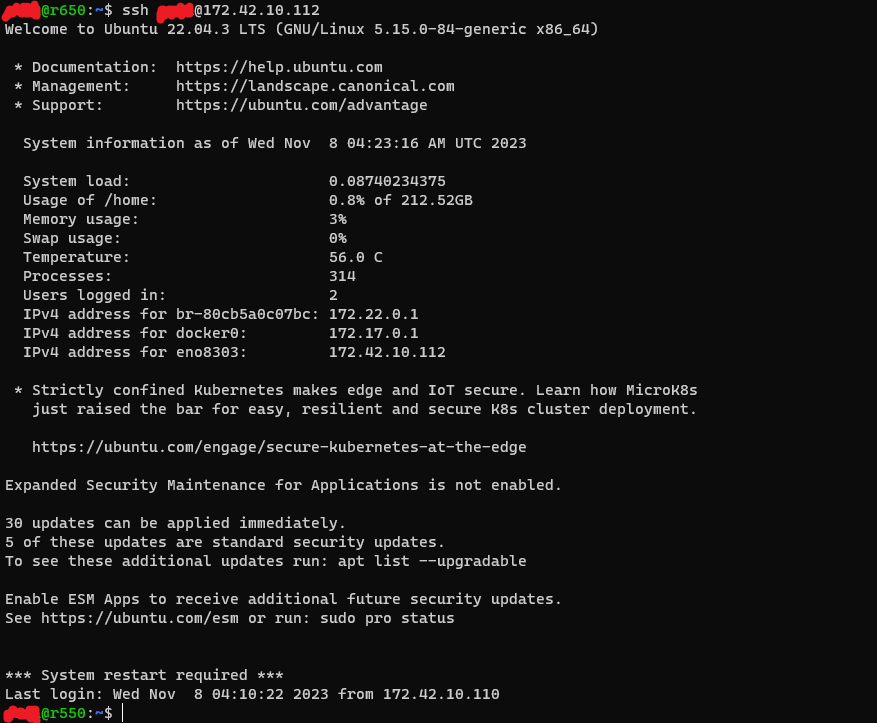 @r650:~$ ssh @172.42.10.112
Welcome to Ubuntu 22.04.3 LTS (GNU/Linux 5.15.0-84-generic x86_64)
* Documentation:  https://help.ubuntu.com
* Management:     https://landscape.canonical.com
* Support:        https://ubuntu.com/advantage
System information as of Wed Nov  8 04:23:16 AM UTC 2023
System load:                      0.08740234375
Usage of /home:                   0.8% of 212.52GB
Memory usage:                     3%
Swap usage:                       0%
Temperature:                      56.0 C
Processes:                        314
Users logged in:                  2
IPv4 address for br-80cb5a0c07bc: 172.22.0.1
IPv4 address for docker0:         172.17.0.1
IPv4 address for eno8303:         172.42.10.112
* Strictly confined Kubernetes makes edge and IoT secure. Learn how MicroK8s
just raised the bar for easy, resilient and secure K8s cluster deployment.
https://ubuntu.com/engage/secure-kubernetes-at-the-edge
Expanded Security Maintenance for Applications is not enabled.
30 updates can be applied immediately.
5 of these updates are standard security updates.
To see these additional updates run: apt list --upgradable
Enable ESM Apps to receive additional future security updates.
See https://ubuntu.com/esm or run: sudo pro status
*** System restart required ***
Last login: Wed Nov  8 04:10:22 2023 from 172.42.10.110
@r550:~$